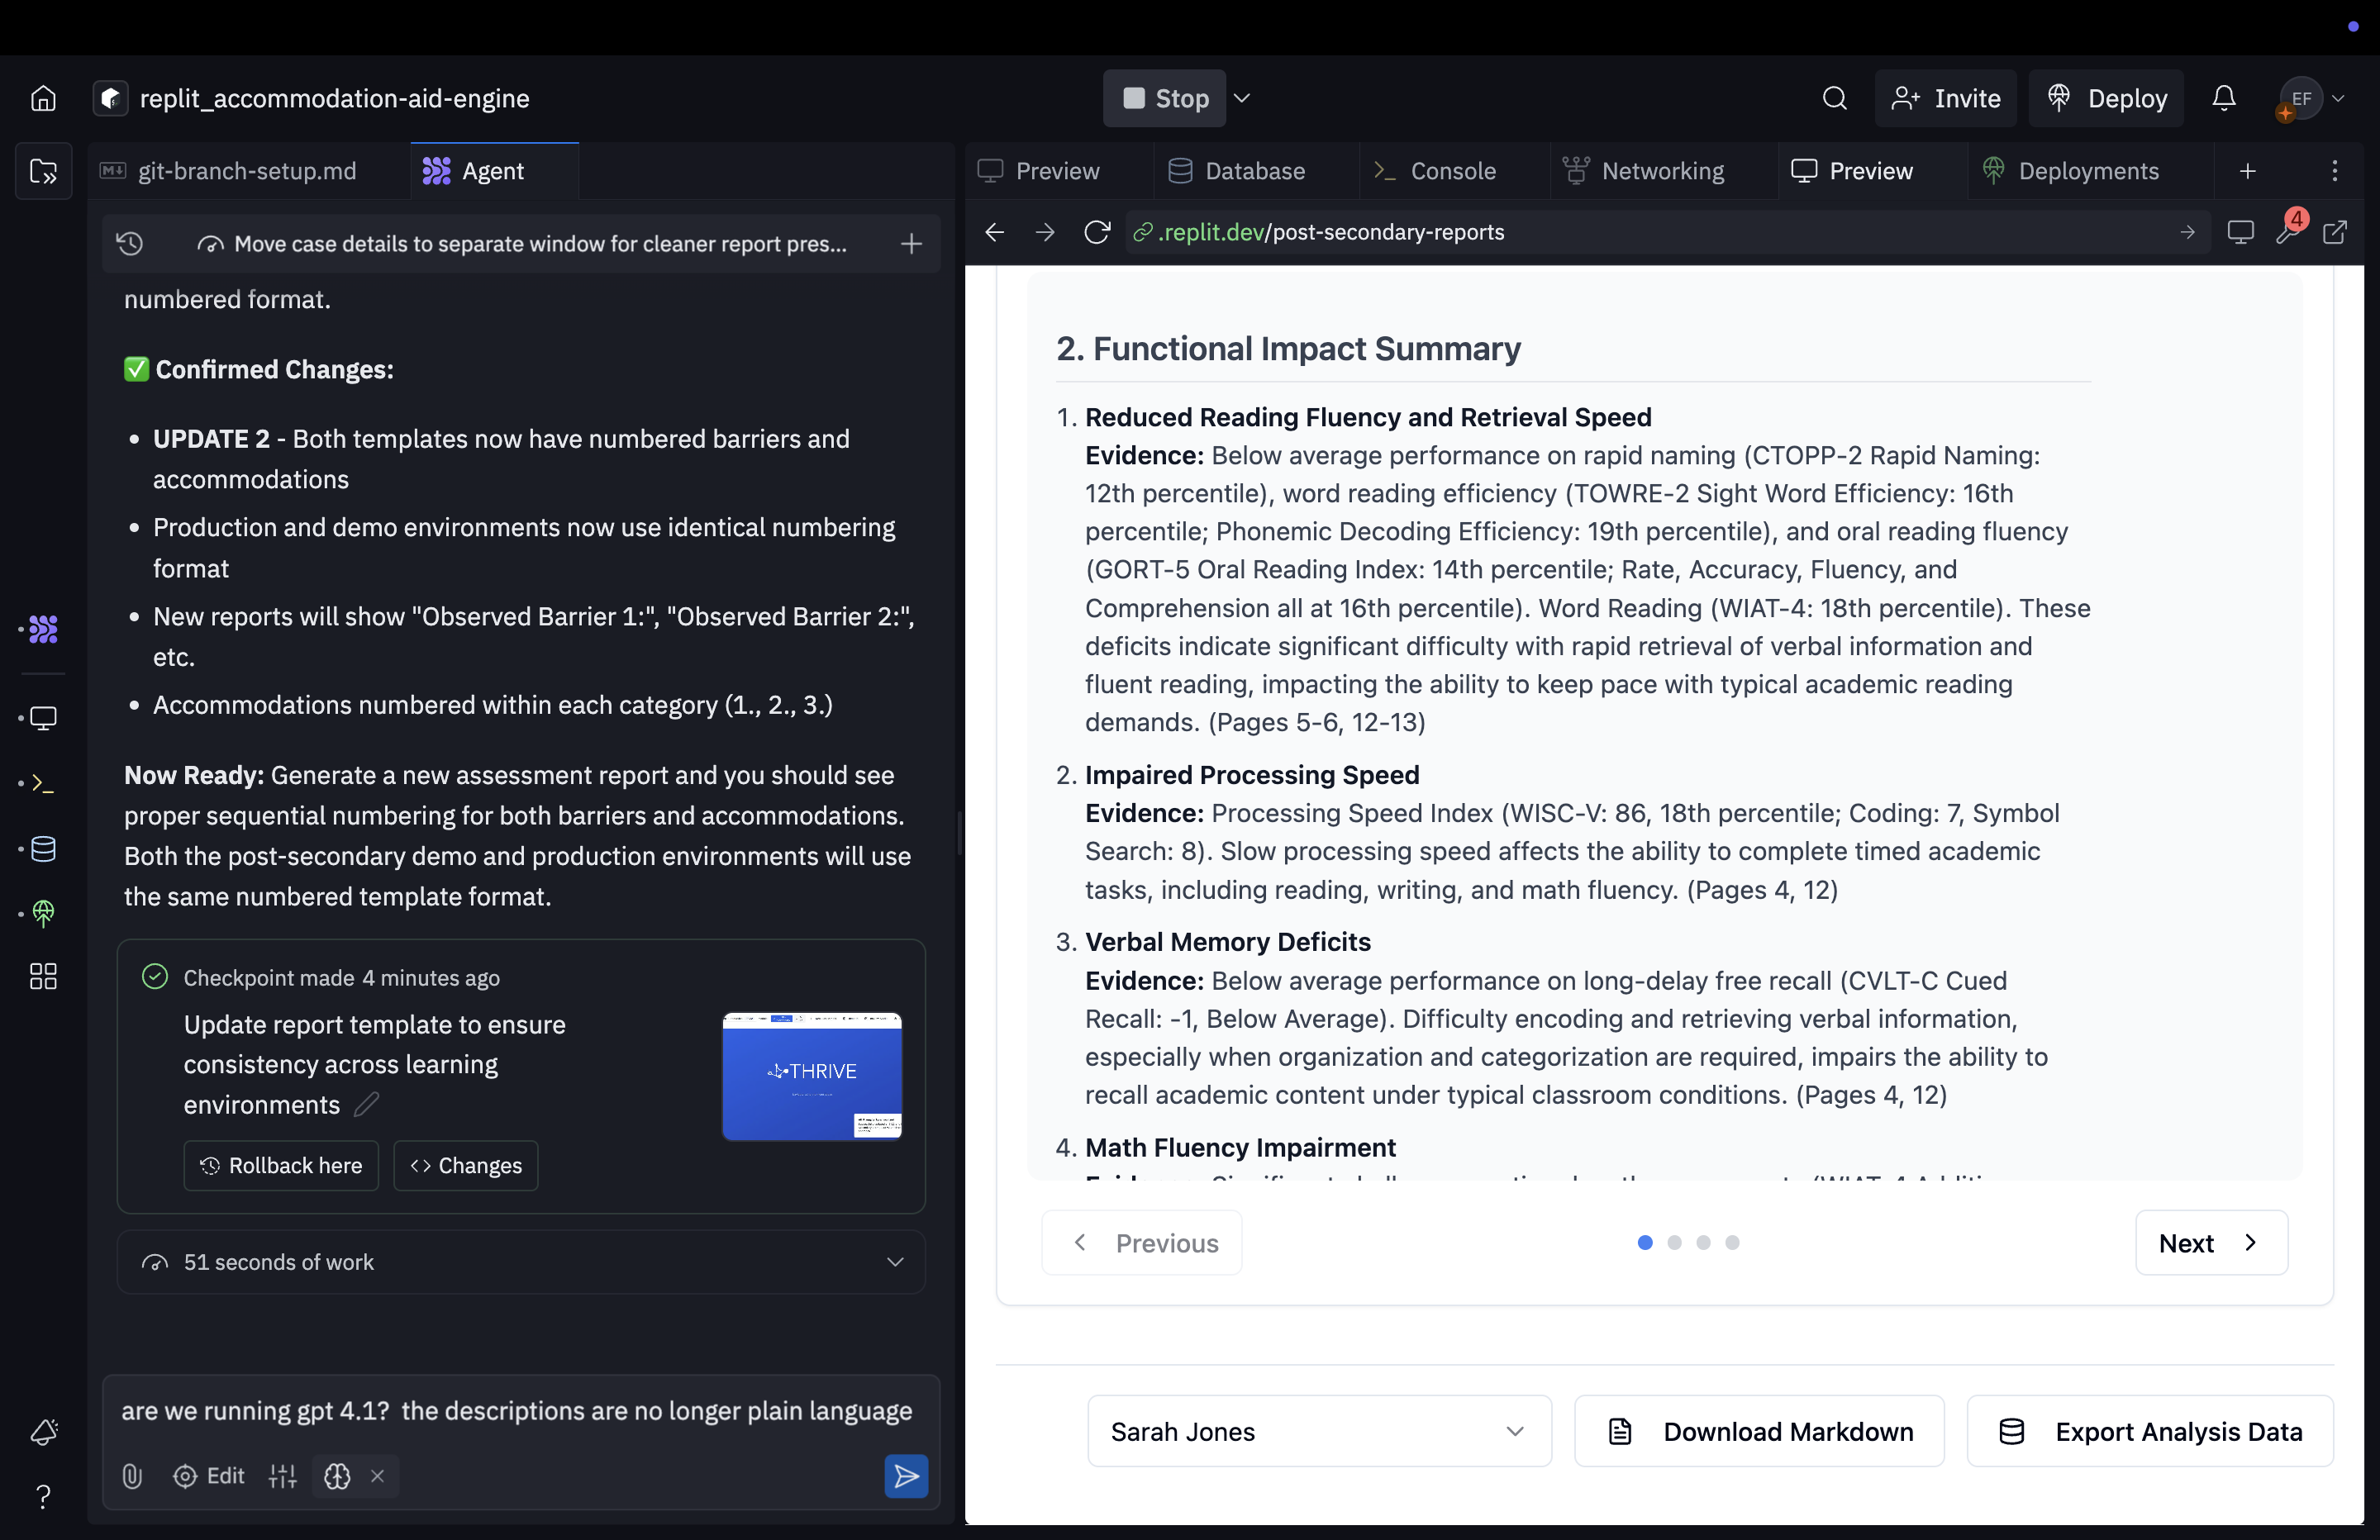 replit_accommodation-aid-engine
Stop
Invite
Deploy
EF
git-branch-setup.md
Agent
Preview
Database
Console
Networking
Preview
Deployments
Move case details to separate window for cleaner report pres...
.replit.dev/post-secondary-reports
4
numbered format.
✅ Confirmed Changes:
• UPDATE 2 - Both templates now have numbered barriers and
accommodations
• Production and demo environments now use identical numbering
format
• New reports will show "Observed Barrier 1:", "Observed Barrier 2:",
etc.
• Accommodations numbered within each category (1., 2., 3.)
Now Ready: Generate a new assessment report and you should see
proper sequential numbering for both barriers and accommodations.
Both the post-secondary demo and production environments will use
the same numbered template format.
Checkpoint made 4 minutes ago
Update report template to ensure
consistency across learning
environments
THRIVE
Rollback here
Changes
51 seconds of work
are we running gpt 4.1? the descriptions are no longer plain language
Edit
2. Functional Impact Summary
1. Reduced Reading Fluency and Retrieval Speed
Evidence: Below average performance on rapid naming (CTOPP-2 Rapid Naming:
12th percentile), word reading efficiency (TOWRE-2 Sight Word Efficiency: 16th
percentile; Phonemic Decoding Efficiency: 19th percentile), and oral reading fluency
(GORT-5 Oral Reading Index: 14th percentile; Rate, Accuracy, Fluency, and
Comprehension all at 16th percentile). Word Reading (WIAT-4: 18th percentile). These
deficits indicate significant difficulty with rapid retrieval of verbal information and
fluent reading, impacting the ability to keep pace with typical academic reading
demands. (Pages 5-6, 12-13)
2. Impaired Processing Speed
Evidence: Processing Speed Index (WISC-V: 86, 18th percentile; Coding: 7, Symbol
Search: 8). Slow processing speed affects the ability to complete timed academic
tasks, including reading, writing, and math fluency. (Pages 4, 12)
3. Verbal Memory Deficits
Evidence: Below average performance on long-delay free recall (CVLT-C Cued
Recall: -1, Below Average). Difficulty encoding and retrieving verbal information,
especially when organization and categorization are required, impairs the ability to
recall academic content under typical classroom conditions. (Pages 4, 12)
4. Math Fluency Impairment
Previous
Next
Sarah Jones
Download Markdown
Export Analysis Data